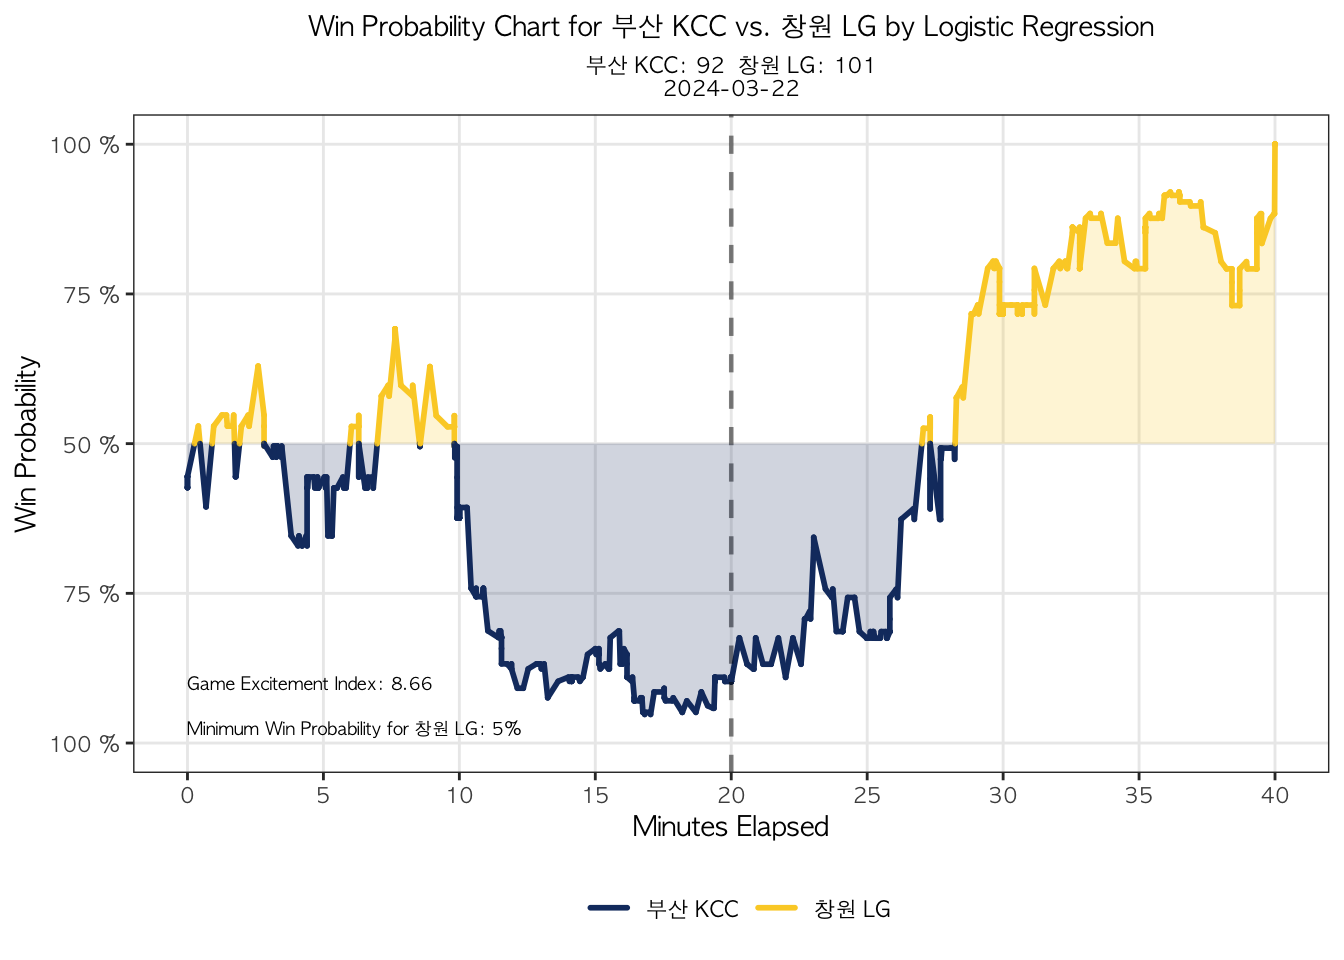 Win Probability Chart for 부산 KCC vs. 창원 LG by Logistic Regression
부산 KCC: 92 창원 LG: 101
2024-03-22
Win Probability
100 %
75 %
50 %
75 %
100 %
Game Excitement Index: 8.66
Minimum Win Probability for 창원 LG: 5%
0 5 10 15 20 25 30 35 40
Minutes Elapsed
부산 KCC 창원 LG